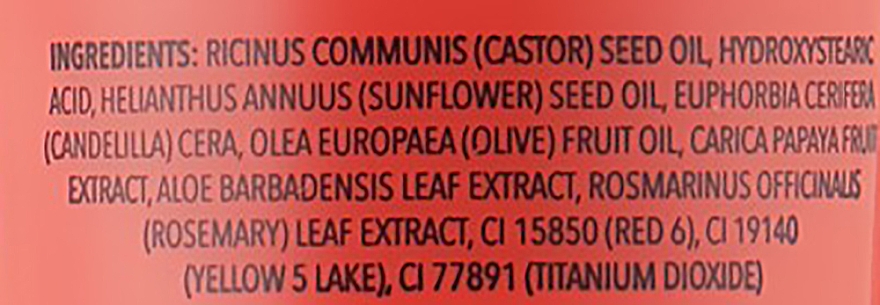 INGREDIENTS: RICINUS COMMUNIS (CASTOR) SEED OIL, HYDROXYSTEARIC
ACID, HELIANTHUS ANNUUS (SUNFLOWER) SEED OIL, EUPHORBIA CERIFERA
(CANDELILLA) CERA, OLEA EUROPAEA (OLIVE) FRUIT OIL, CARICA PAPAYA FRUIT
EXTRACT, ALOE BARBADENSIS LEAF EXTRACT, ROSMARINUS OFFICINALIS
(ROSEMARY) LEAF EXTRACT, CI 15850 (RED 6), CI 19140
(YELLOW 5 LAKE), CI 77891 (TITANIUM DIOXIDE)